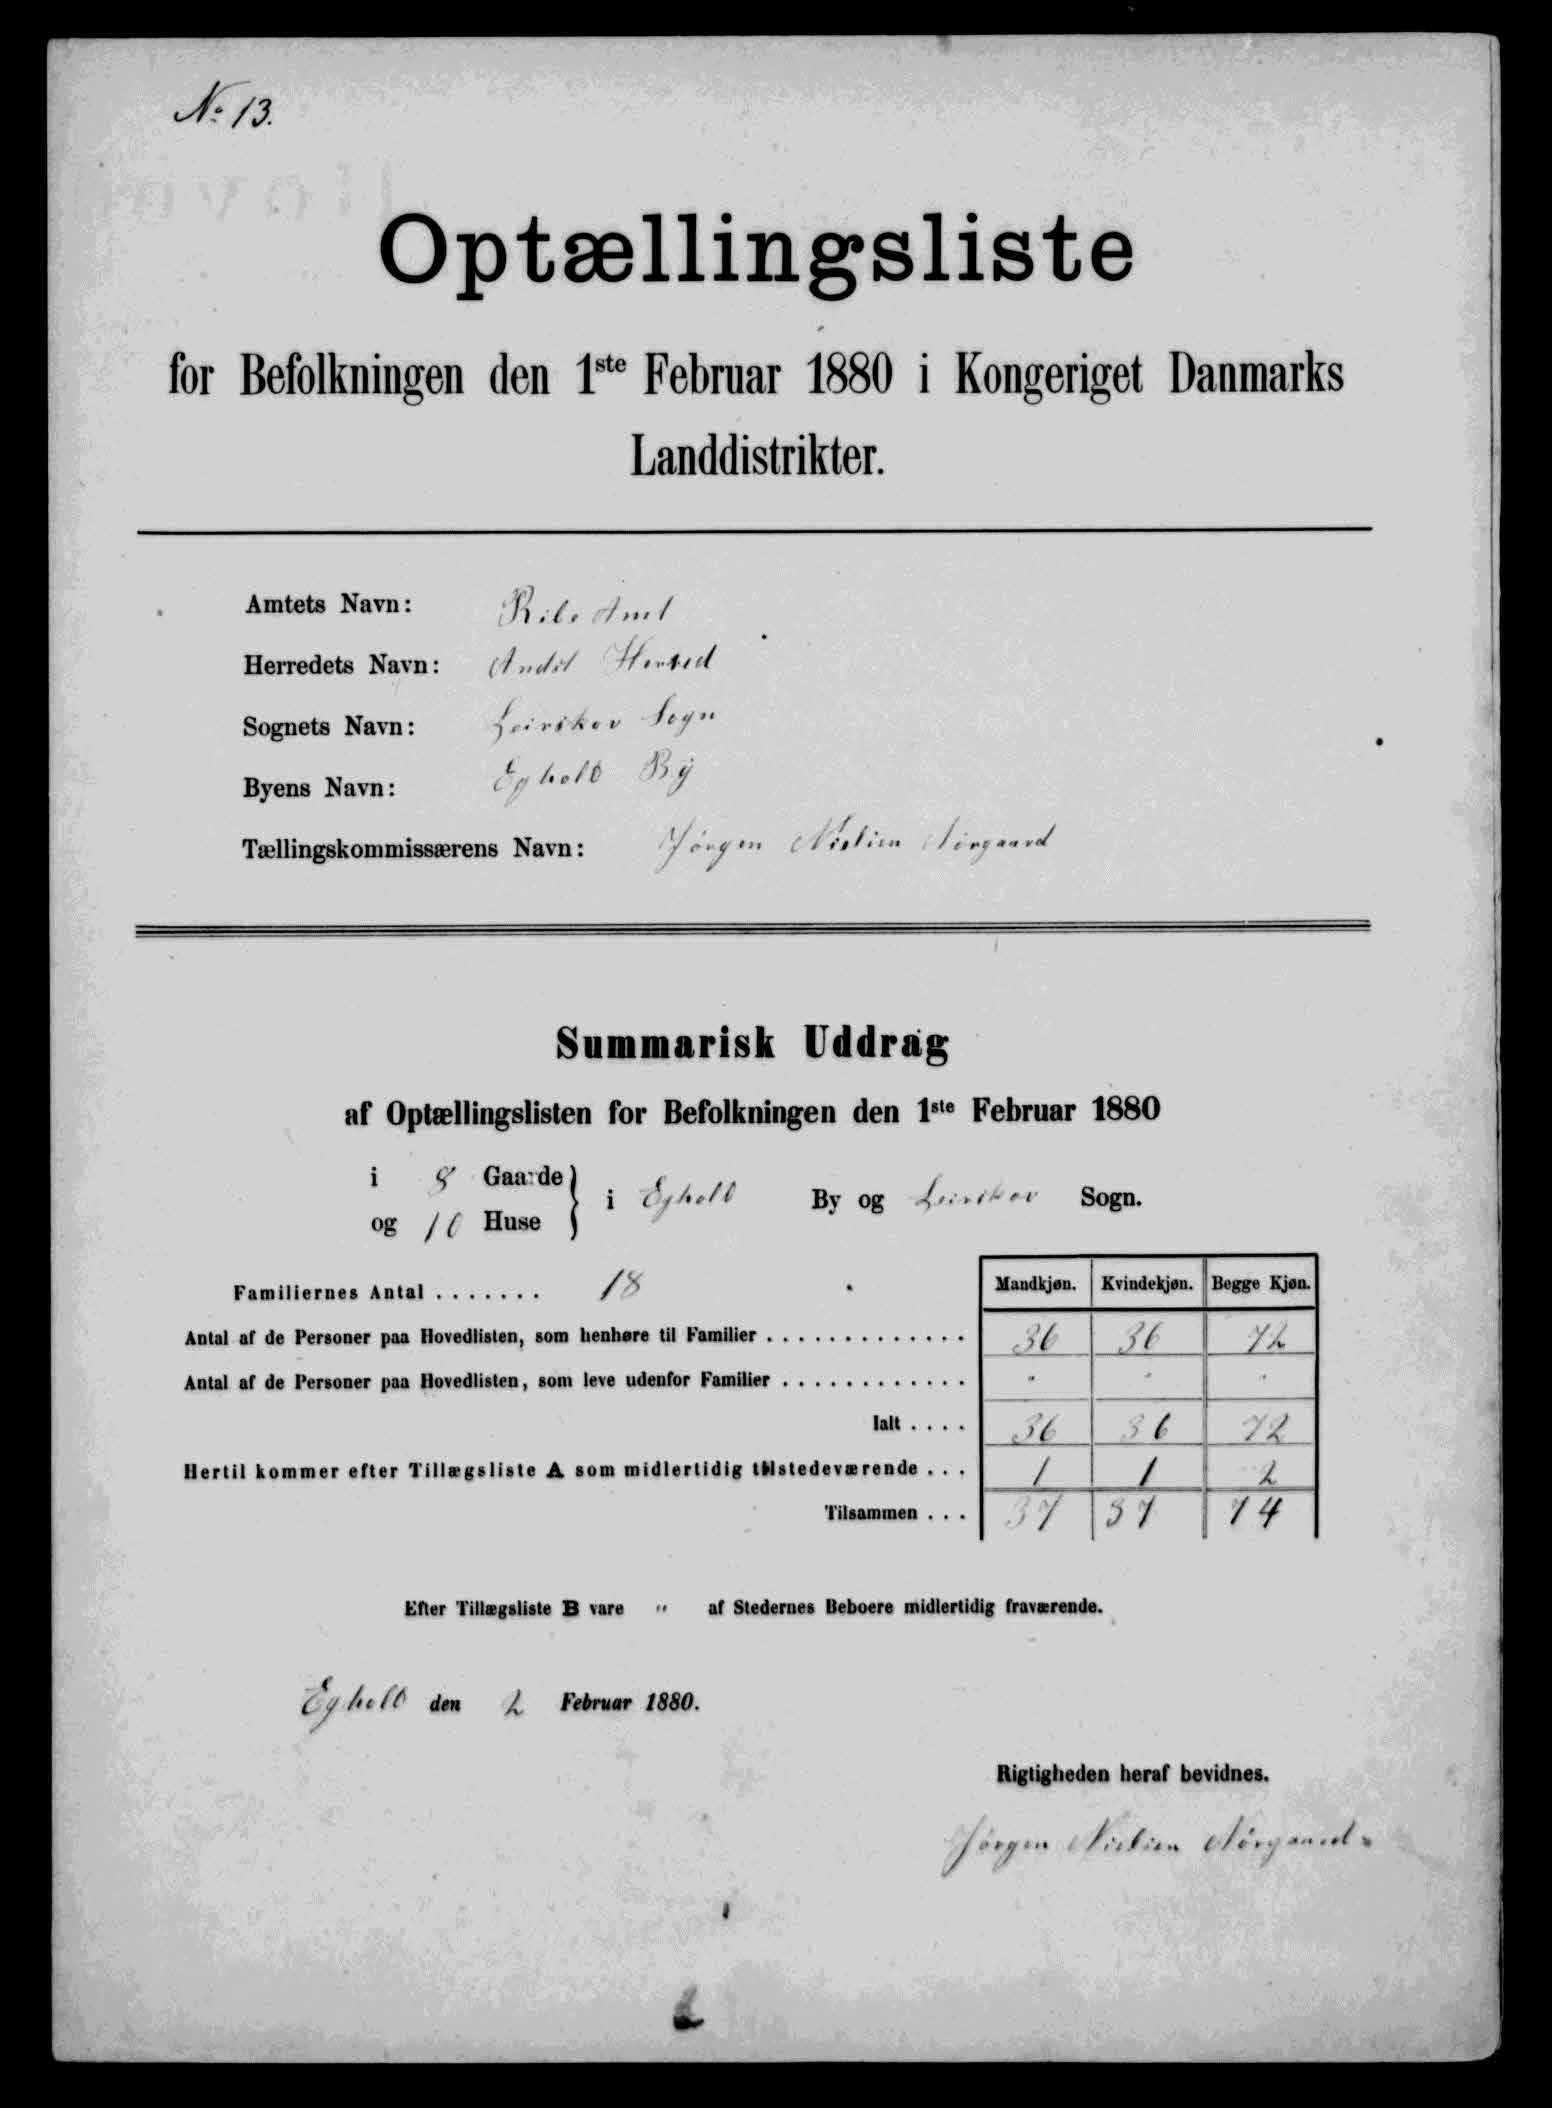 No 13.
Optællingsliste
for Befolkningen den 1ste Februar 1880 i Kongeriget Danmarks
Landdistrikter.
Amtets Navn: Ribe Amt
Herredets Navn: Andst Herred
Sognets Navn: Leirskov Sogn
Byens Navn: Egholt By
Tællingskommissærens Navn: Jörgen Nielsen Nörgaard
Summarisk Uddrag
af Optællingslisten for Befolkningen den 1ste Februar 1880
i 8 Gaarde
og 10 Huse } i Egholt By og Leirskov Sogn.
Familiernes Antal . . . . . . . 18
Mandkjøn. Kvindekjøn. Begge Kjøn.
Antal af de Personer paa Hovedlisten, som henhøre til Familier . . . . . . . . . . . . . 36 36 72
Antal af de Personer paa Hovedlisten, som leve udenfor Familier . . . . . . . . . . . . " " "
Ialt . . . . 36 36 72
Hertil kommer efter Tillægsliste A som midlertidig tilstedeværende . . . 1 1 2
Tilsammen . . . 37 37 74
Efter Tillægsliste B vare " af Stedernes Beboere midlertidig fraværende.
Egholt den 2 Februar 1880.
Rigtigheden heraf bevidnes.
Jörgen Nielsen Nörgaard